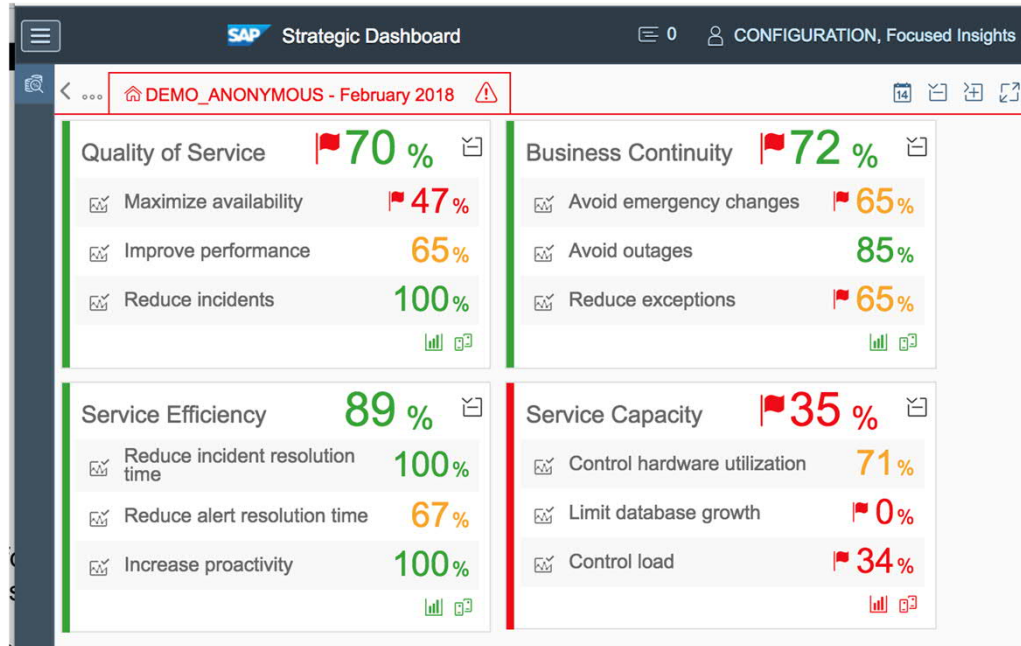 SAP Strategic Dashboard
0
CONFIGURATION, Focused Insights
DEMO_ANONYMOUS - February 2018
14
Quality of Service 70 %
Maximize availability 47%
Improve performance 65%
Reduce incidents 100%
Business Continuity 72 %
Avoid emergency changes 65%
Avoid outages 85%
Reduce exceptions 65%
Service Efficiency 89 %
Reduce incident resolution
time 100%
Reduce alert resolution time 67%
Increase proactivity 100%
Service Capacity 35 %
Control hardware utilization 71%
Limit database growth 0%
Control load 34%